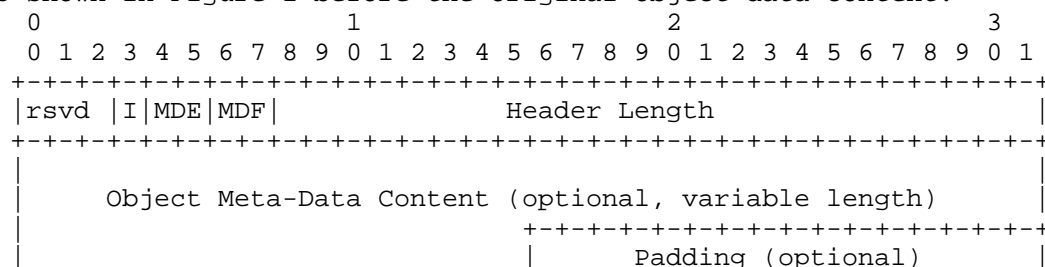 shown in Figure 1 before the original object data content.
0                   1                   2                   3
0 1 2 3 4 5 6 7 8 9 0 1 2 3 4 5 6 7 8 9 0 1 2 3 4 5 6 7 8 9 0 1
+-+-+-+-+-+-+-+-+-+-+-+-+-+-+-+-+-+-+-+-+-+-+-+-+-+-+-+-+-+-+-+-+
|rsvd |I|MDE|MDF|              Header Length                    |
+-+-+-+-+-+-+-+-+-+-+-+-+-+-+-+-+-+-+-+-+-+-+-+-+-+-+-+-+-+-+-+-+
|                                                               |
|     Object Meta-Data Content (optional, variable length)      |
|                               +-+-+-+-+-+-+-+-+-+-+-+-+-+-+-+-+
|                               |      Padding (optional)       |